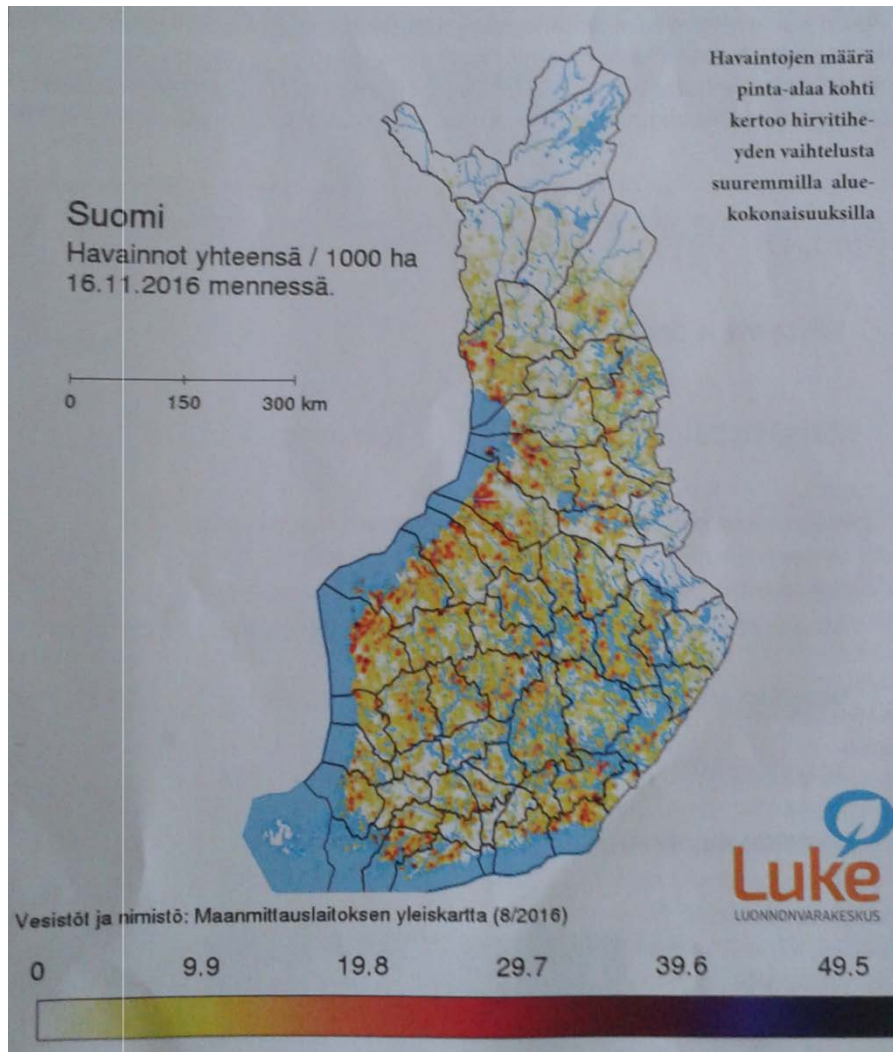 Havaintojen määrä
pinta-alaa kohti
kertoo hirvitihe-
yden vaihtelusta
suuremmilla alue-
kokonaisuuksilla
Suomi
Havainnot yhteensä / 1000 ha
16.11.2016 mennessä.
0 150 300 km
Luke
LUONNONVARAKESKUS
Vesistöt ja nimistö: Maanmittauslaitoksen yleiskartta (8/2016)
0 9.9 19.8 29.7 39.6 49.5